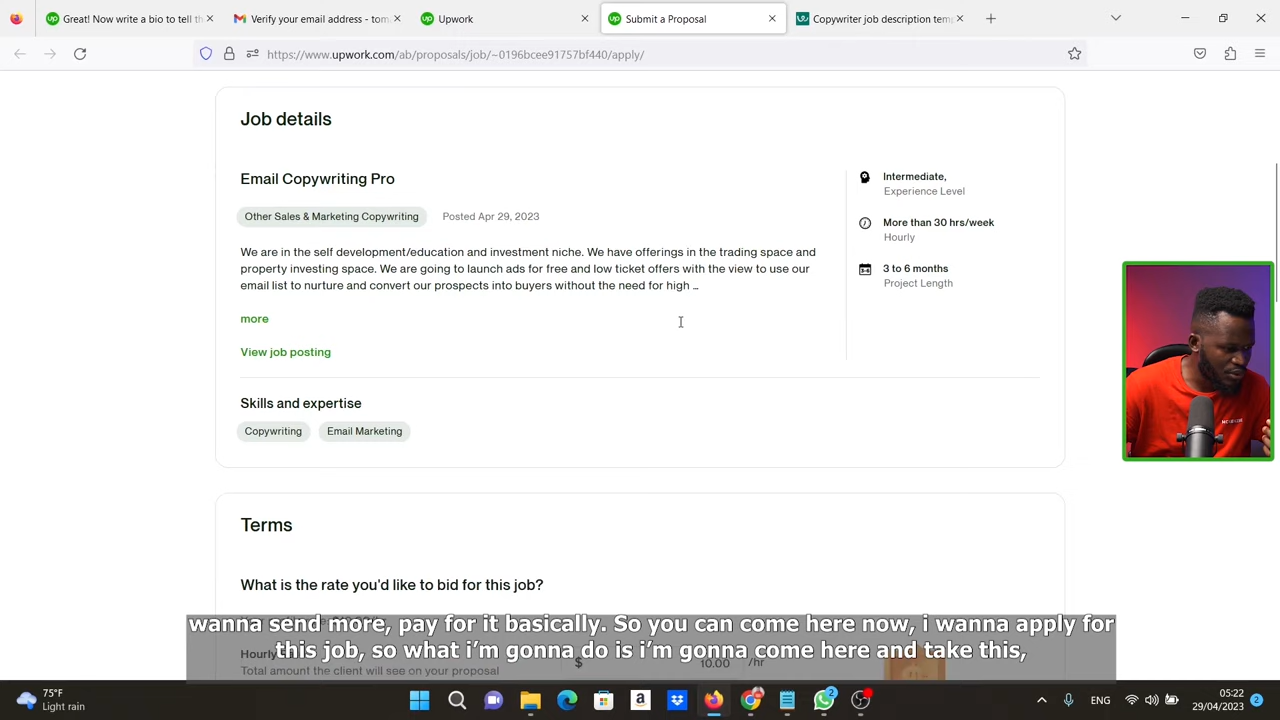 Great! Now write a bio to tell th
Verify your email address - tom
Upwork
Submit a Proposal
Copywriter job description temp
https://www.upwork.com/ab/proposals/job/~0196bcee91757bf440/apply/
Job details
Email Copywriting Pro
Other Sales & Marketing Copywriting
Posted Apr 29, 2023
We are in the self development/education and investment niche. We have offerings in the trading space and
property investing space. We are going to launch ads for free and low ticket offers with the view to use our
email list to nurture and convert our prospects into buyers without the need for high …
more
View job posting
Intermediate,
Experience Level
More than 30 hrs/week
Hourly
3 to 6 months
Project Length
Skills and expertise
Copywriting
Email Marketing
Terms
What is the rate you'd like to bid for this job?
wanna send more, pay for it basically. So you can come here now, i wanna apply for
this job, so what i'm gonna do is i'm gonna come here and take this,
Hourly
Total amount the client will see on your proposal
$
10.00
/hr
75°F
Light rain
2
ENG
05:22
29/04/2023
2